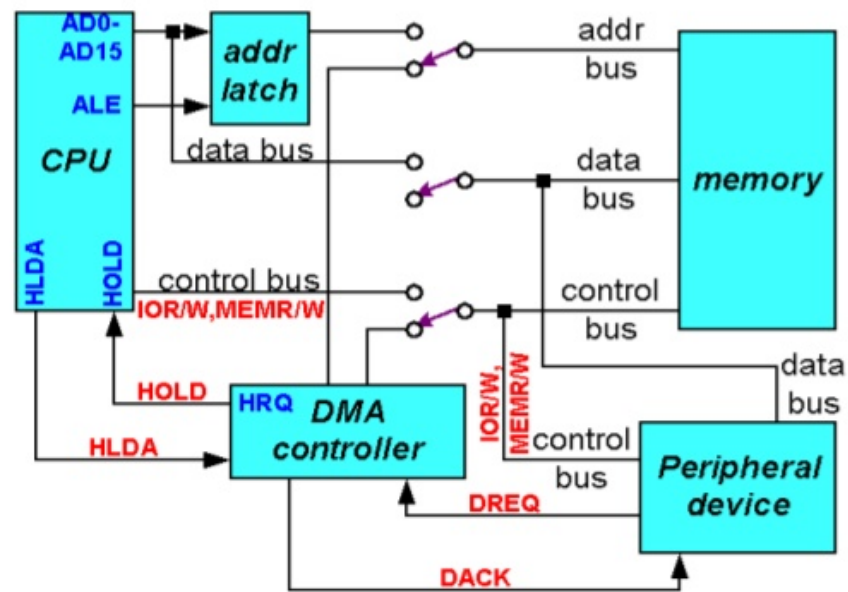 AD0-
AD15
ALE
CPU
HLDA
HOLD
addr
latch
data bus
control bus
IOR/W,MEMR/W
addr
bus
data
bus
control
bus
memory
HOLD
HLDA
HRQ
DMA
controller
IOR/W,
MEMR/W
control
bus
data
bus
Peripheral
device
DREQ
DACK